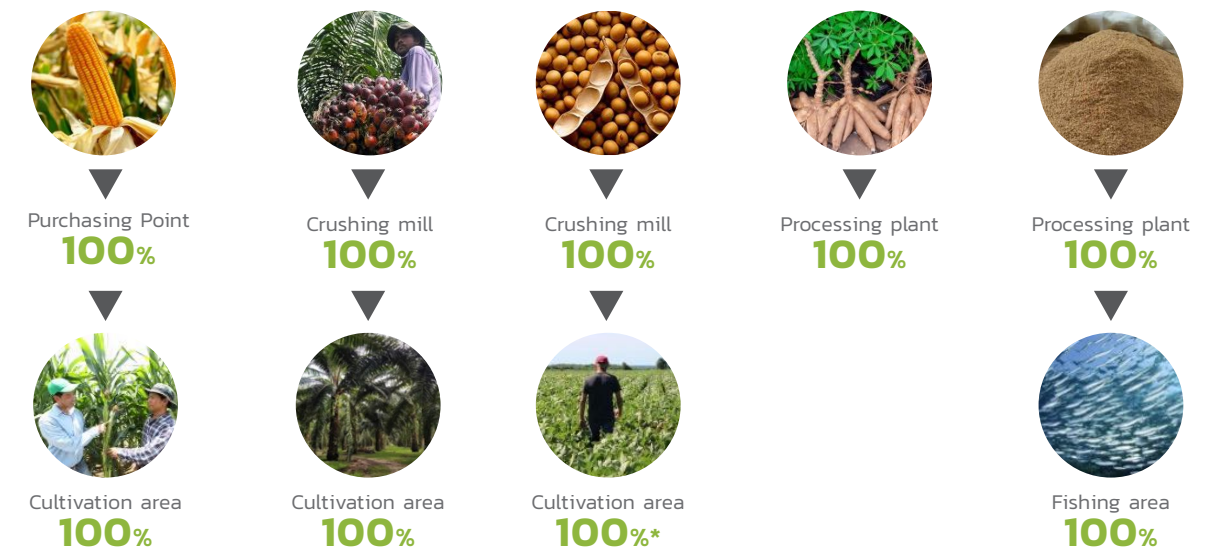 Purchasing Point
100%
Crushing mill
100%
Crushing mill
100%
Processing plant
100%
Processing plant
100%
Cultivation area
100%
Cultivation area
100%
Cultivation area
100%*
Fishing area
100%